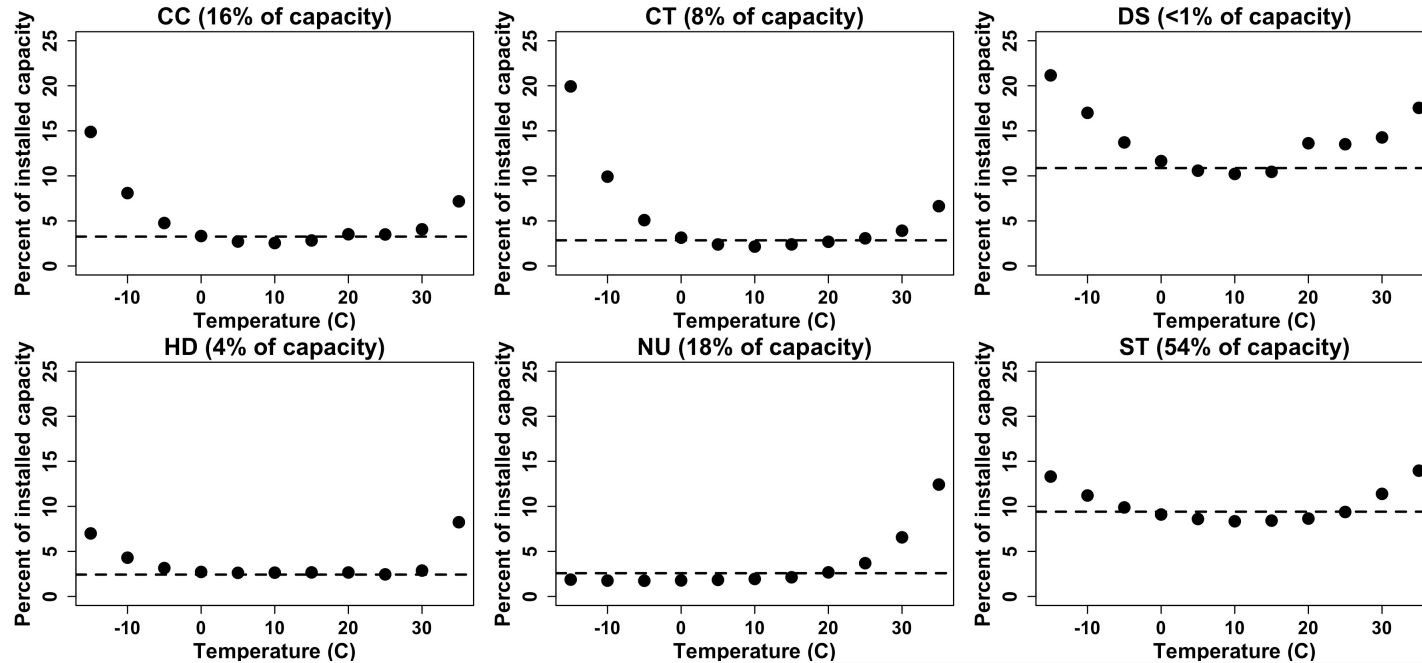 CC (16% of capacity)
Percent of installed capacity
25
20
15
10
5
0
-10 0 10 20 30
Temperature (C)
CT (8% of capacity)
Percent of installed capacity
25
20
15
10
5
0
-10 0 10 20 30
Temperature (C)
DS (<1% of capacity)
Percent of installed capacity
25
20
15
10
5
0
-10 0 10 20 30
Temperature (C)
HD (4% of capacity)
Percent of installed capacity
25
20
15
10
5
0
-10 0 10 20 30
Temperature (C)
NU (18% of capacity)
Percent of installed capacity
25
20
15
10
5
0
-10 0 10 20 30
Temperature (C)
ST (54% of capacity)
Percent of installed capacity
25
20
15
10
5
0
-10 0 10 20 30
Temperature (C)